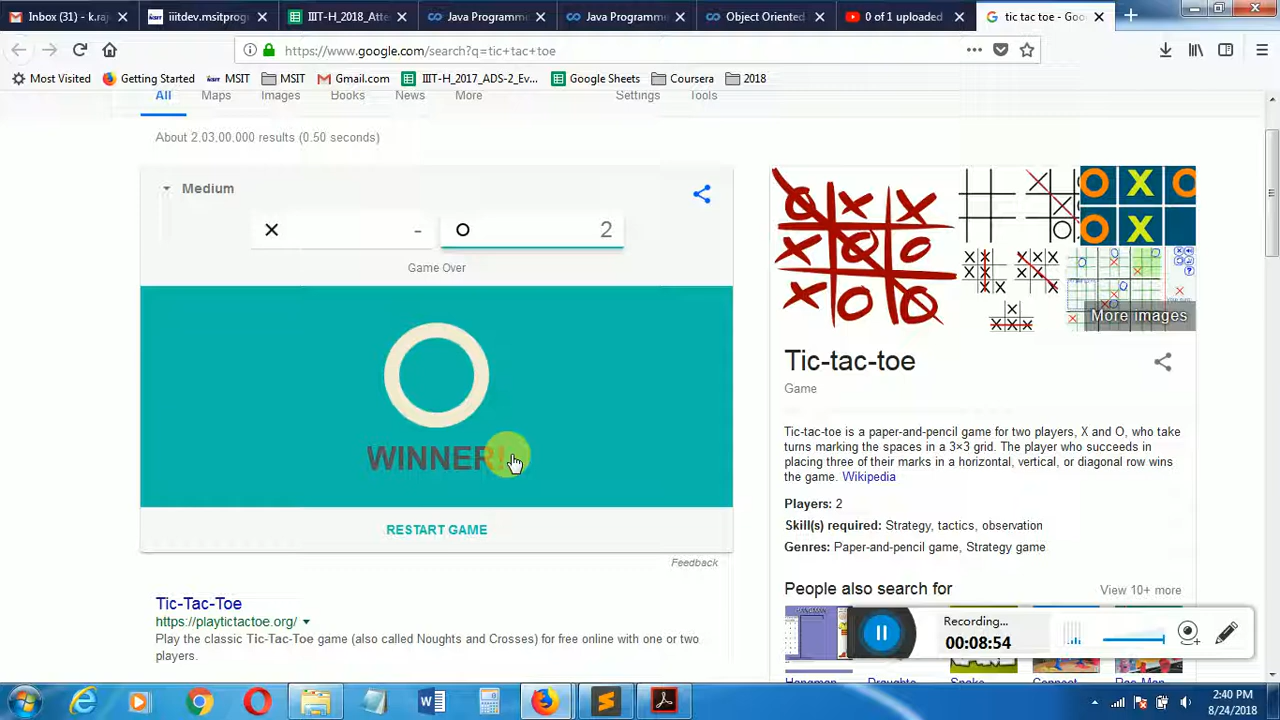 Inbox (31) - k.raj
iiitdev.msitprogra
IIIT-H_2018_Atte
Java Programme
Java Programme
Object Oriented
0 of 1 uploaded
tic tac toe - Goo
https://www.google.com/search?q=tic+tac+toe
Most Visited
Getting Started
MSIT
MSIT
Gmail.com
IIIT-H_2017_ADS-2_Ev...
Google Sheets
Coursera
2018
All
Maps
Images
Books
News
More
Settings
Tools
About 2,03,00,000 results (0.50 seconds)
Medium
X -
O 2
Game Over
WINNER!
RESTART GAME
Feedback
Tic-Tac-Toe
https://playtictactoe.org/
Play the classic Tic-Tac-Toe game (also called Noughts and Crosses) for free online with one or two
players.
More images
Tic-tac-toe
Game
Tic-tac-toe is a paper-and-pencil game for two players, X and O, who take
turns marking the spaces in a 3×3 grid. The player who succeeds in
placing three of their marks in a horizontal, vertical, or diagonal row wins
the game. Wikipedia
Players: 2
Skill(s) required: Strategy, tactics, observation
Genres: Paper-and-pencil game, Strategy game
People also search for
View 10+ more
Recording...
00:08:54
2:40 PM
8/24/2018